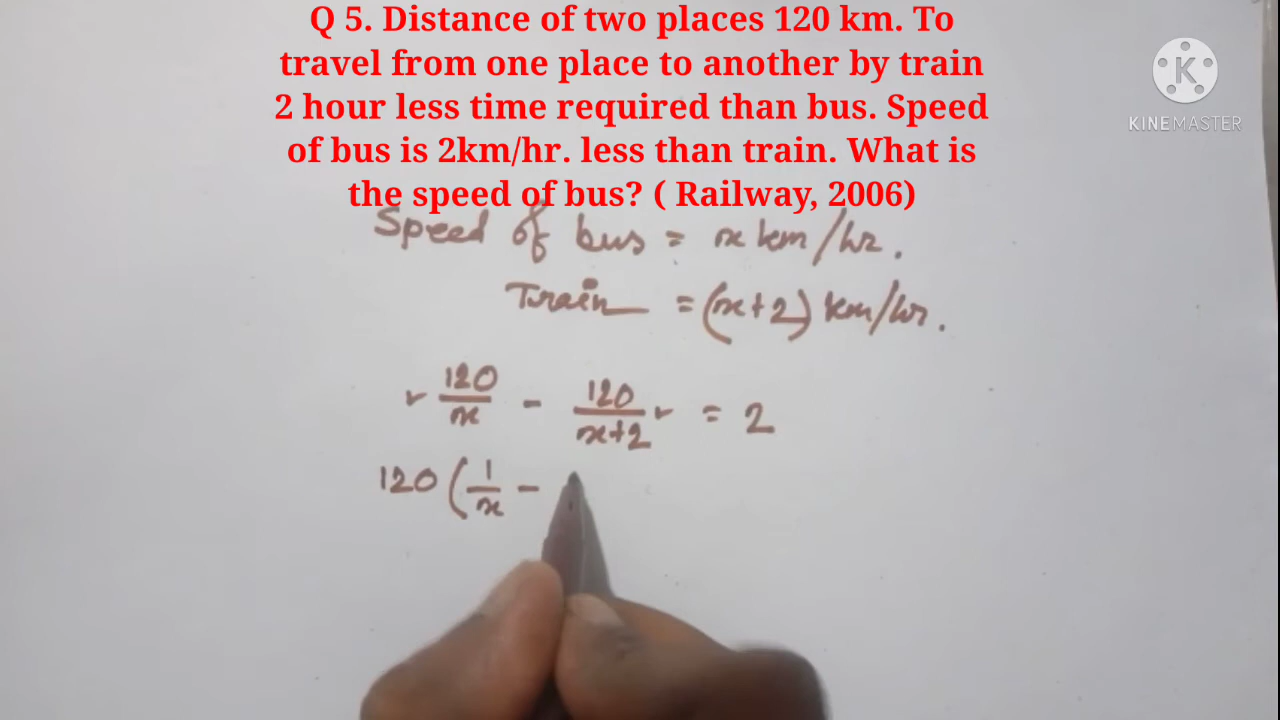 Q 5. Distance of two places 120 km. To
travel from one place to another by train
2 hour less time required than bus. Speed
of bus is 2km/hr. less than train. What is
the speed of bus? ( Railway, 2006)
KINEMASTER
Speed of bus = x km/hr.
Train = (x+2) km/hr.
120/x - 120/x+2 = 2
120 (1/x -